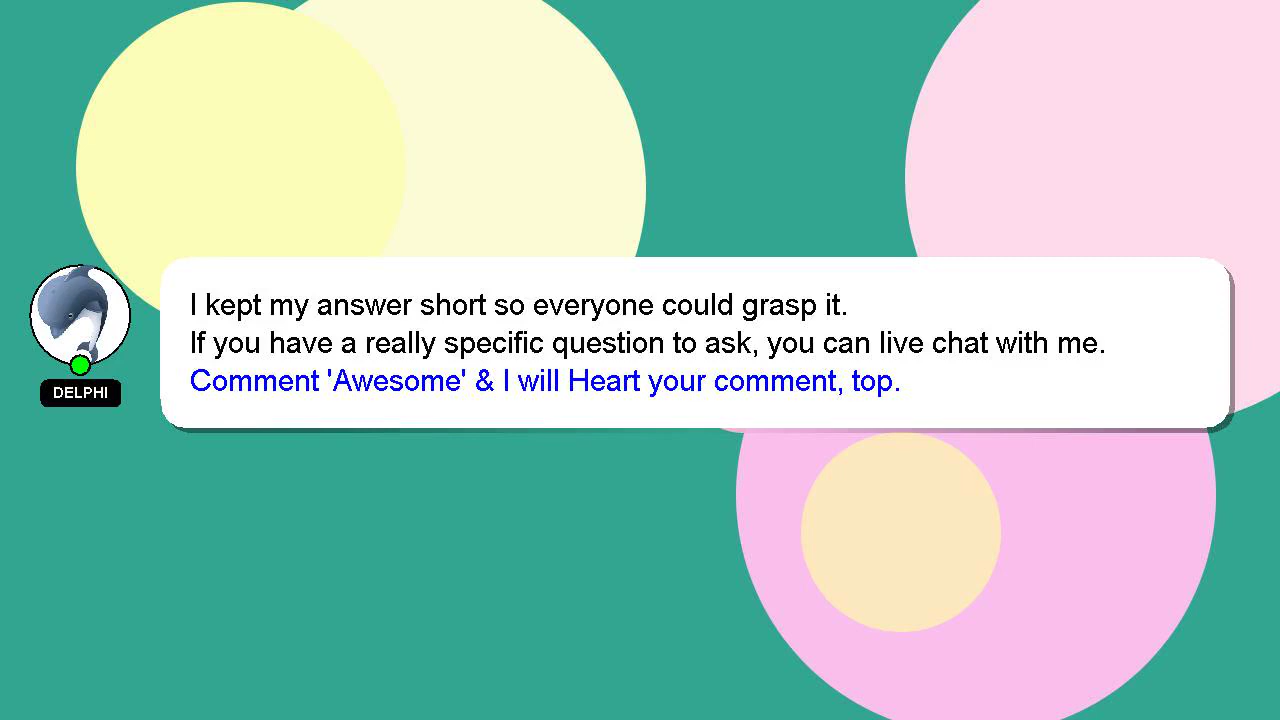 I kept my answer short so everyone could grasp it.
If you have a really specific question to ask, you can live chat with me.
Comment 'Awesome' & I will Heart your comment, top.
DELPHI